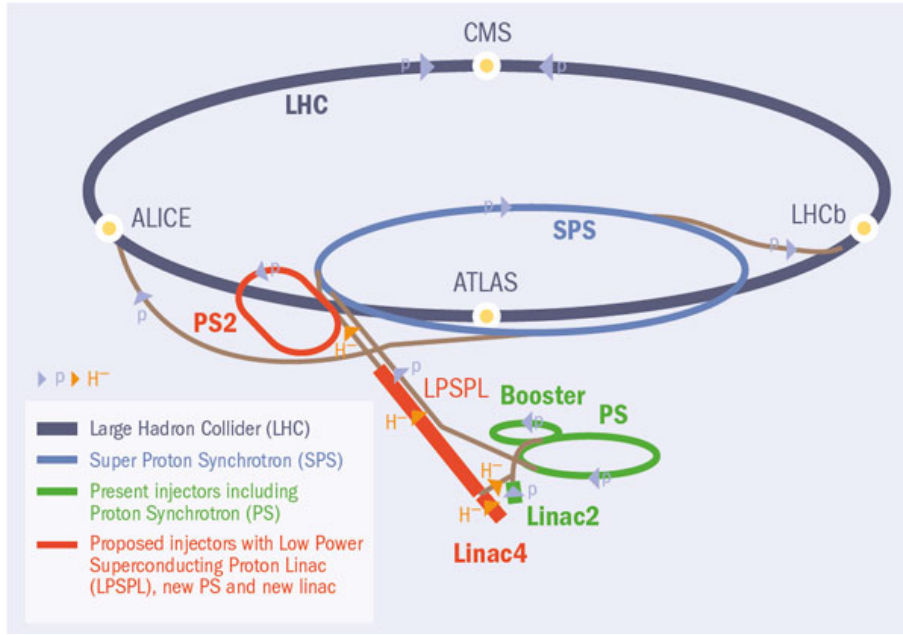 CMS
p
p
LHC
ALICE
LHCb
p
SPS
p
p
ATLAS
PS2
p
H–
p H–
p
LPSPL
H–
Booster
PS
p
H–
p
p
H–
Linac2
Linac4
Large Hadron Collider (LHC)
Super Proton Synchrotron (SPS)
Present injectors including
Proton Synchrotron (PS)
Proposed injectors with Low Power
Superconducting Proton Linac
(LPSPL), new PS and new linac